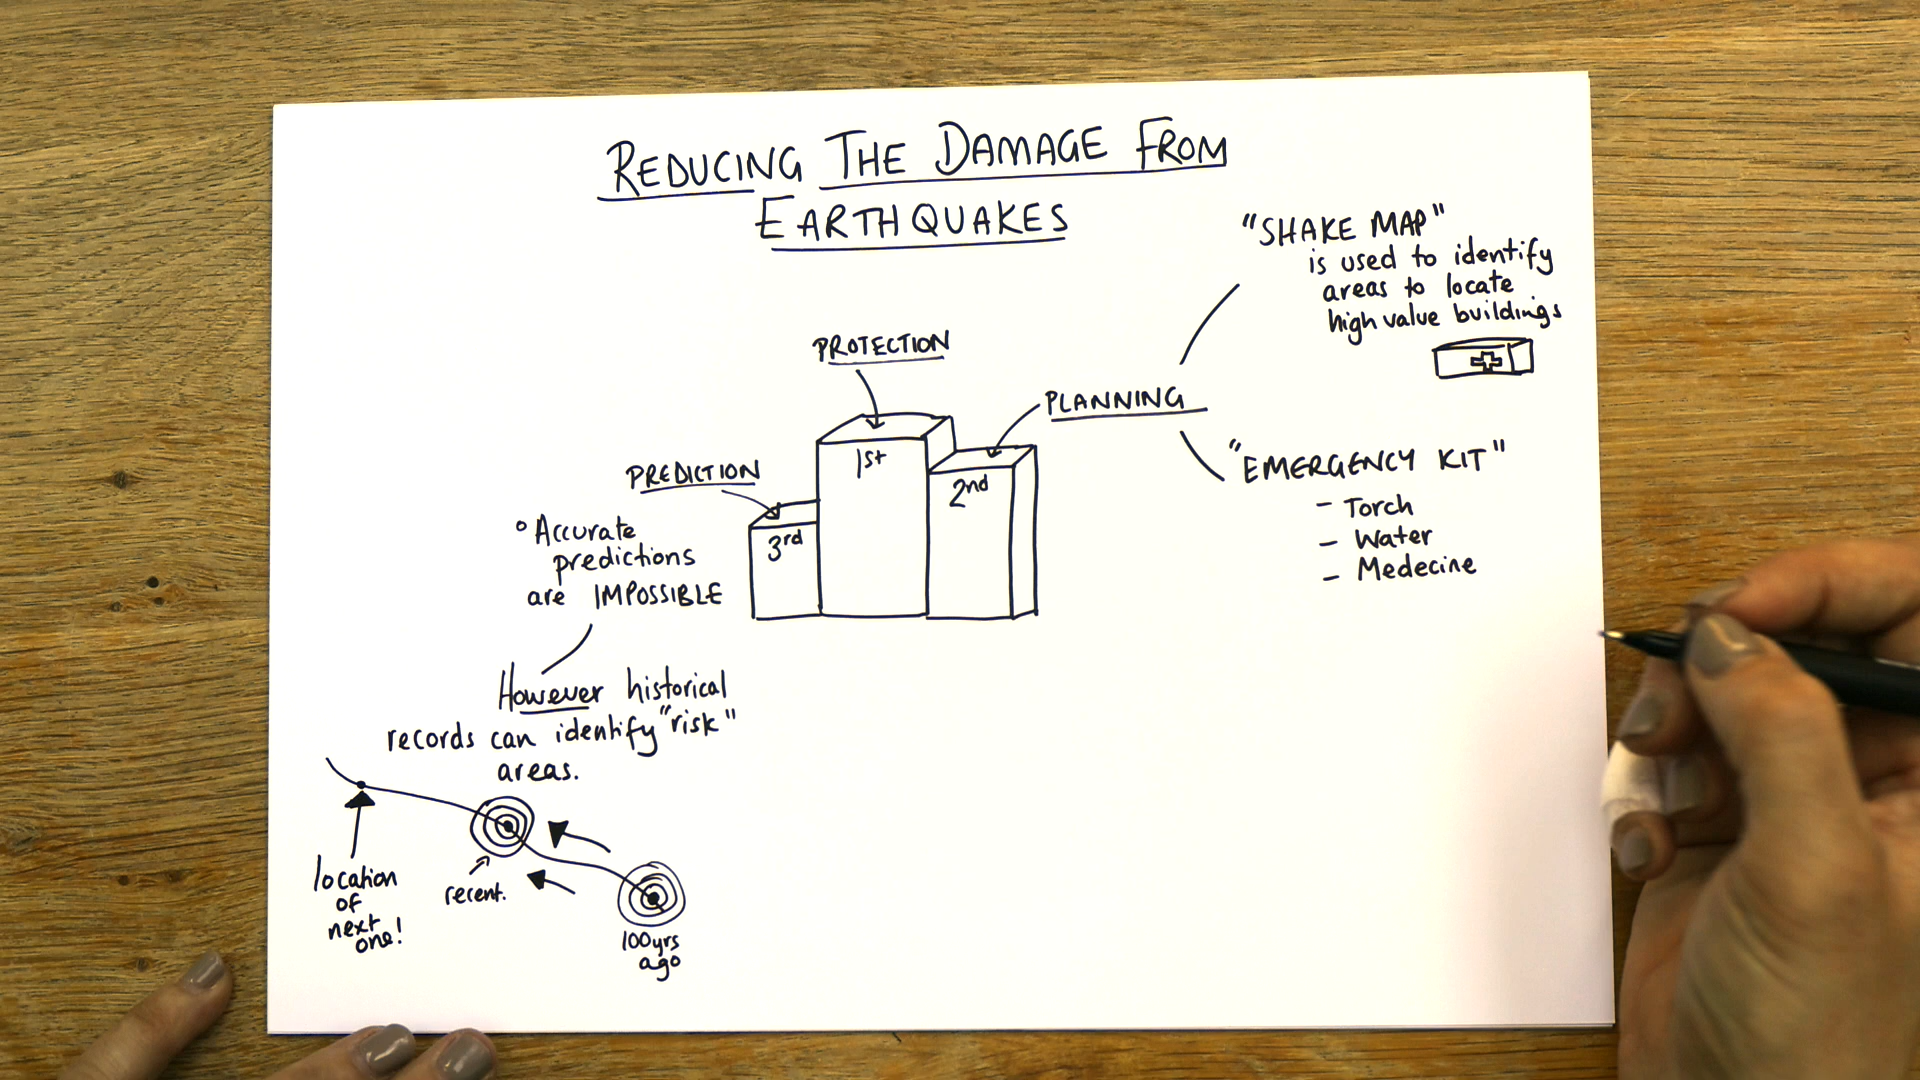 REDUCING THE DAMAGE FROM
EARTHQUAKES
"SHAKE MAP"
is used to identify
areas to locate
high value buildings
PROTECTION
PLANNING
1st
2nd
PREDICTION
3rd
° Accurate
predictions
are IMPOSSIBLE
"EMERGENCY KIT"
- Torch
- Water
- Medecine
However historical
records can identify "risk"
areas.
location
of
next
one!
recent.
100yrs
ago